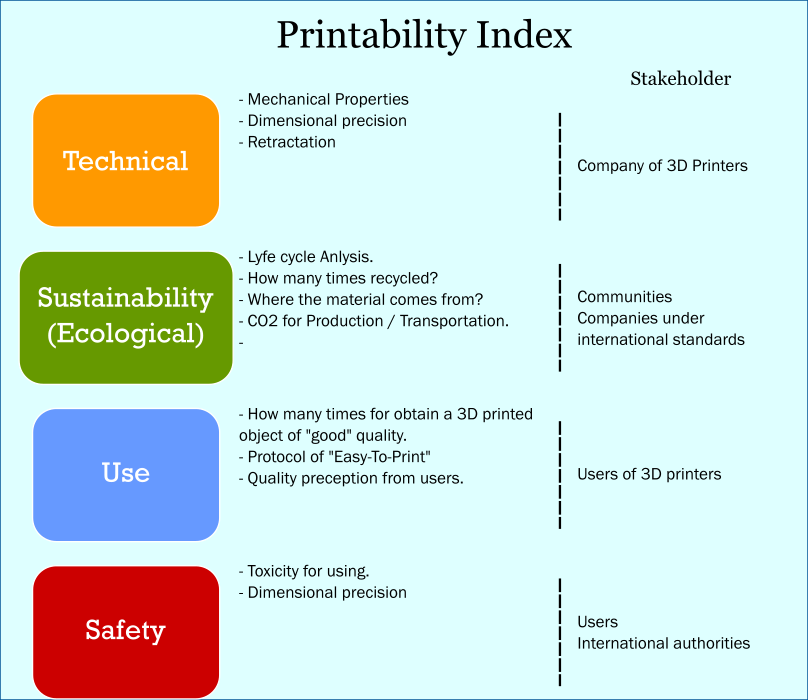 Printability Index
Stakeholder
Technical
- Mechanical Properties
- Dimensional precision
- Retractation
Company of 3D Printers
Sustainability
(Ecological)
- Lyfe cycle Anlysis.
- How many times recycled?
- Where the material comes from?
- CO2 for Production / Transportation.
-
Communities
Companies under
international standards
Use
- How many times for obtain a 3D printed
object of "good" quality.
- Protocol of "Easy-To-Print"
- Quality preception from users.
Users of 3D printers
Safety
- Toxicity for using.
- Dimensional precision
Users
International authorities